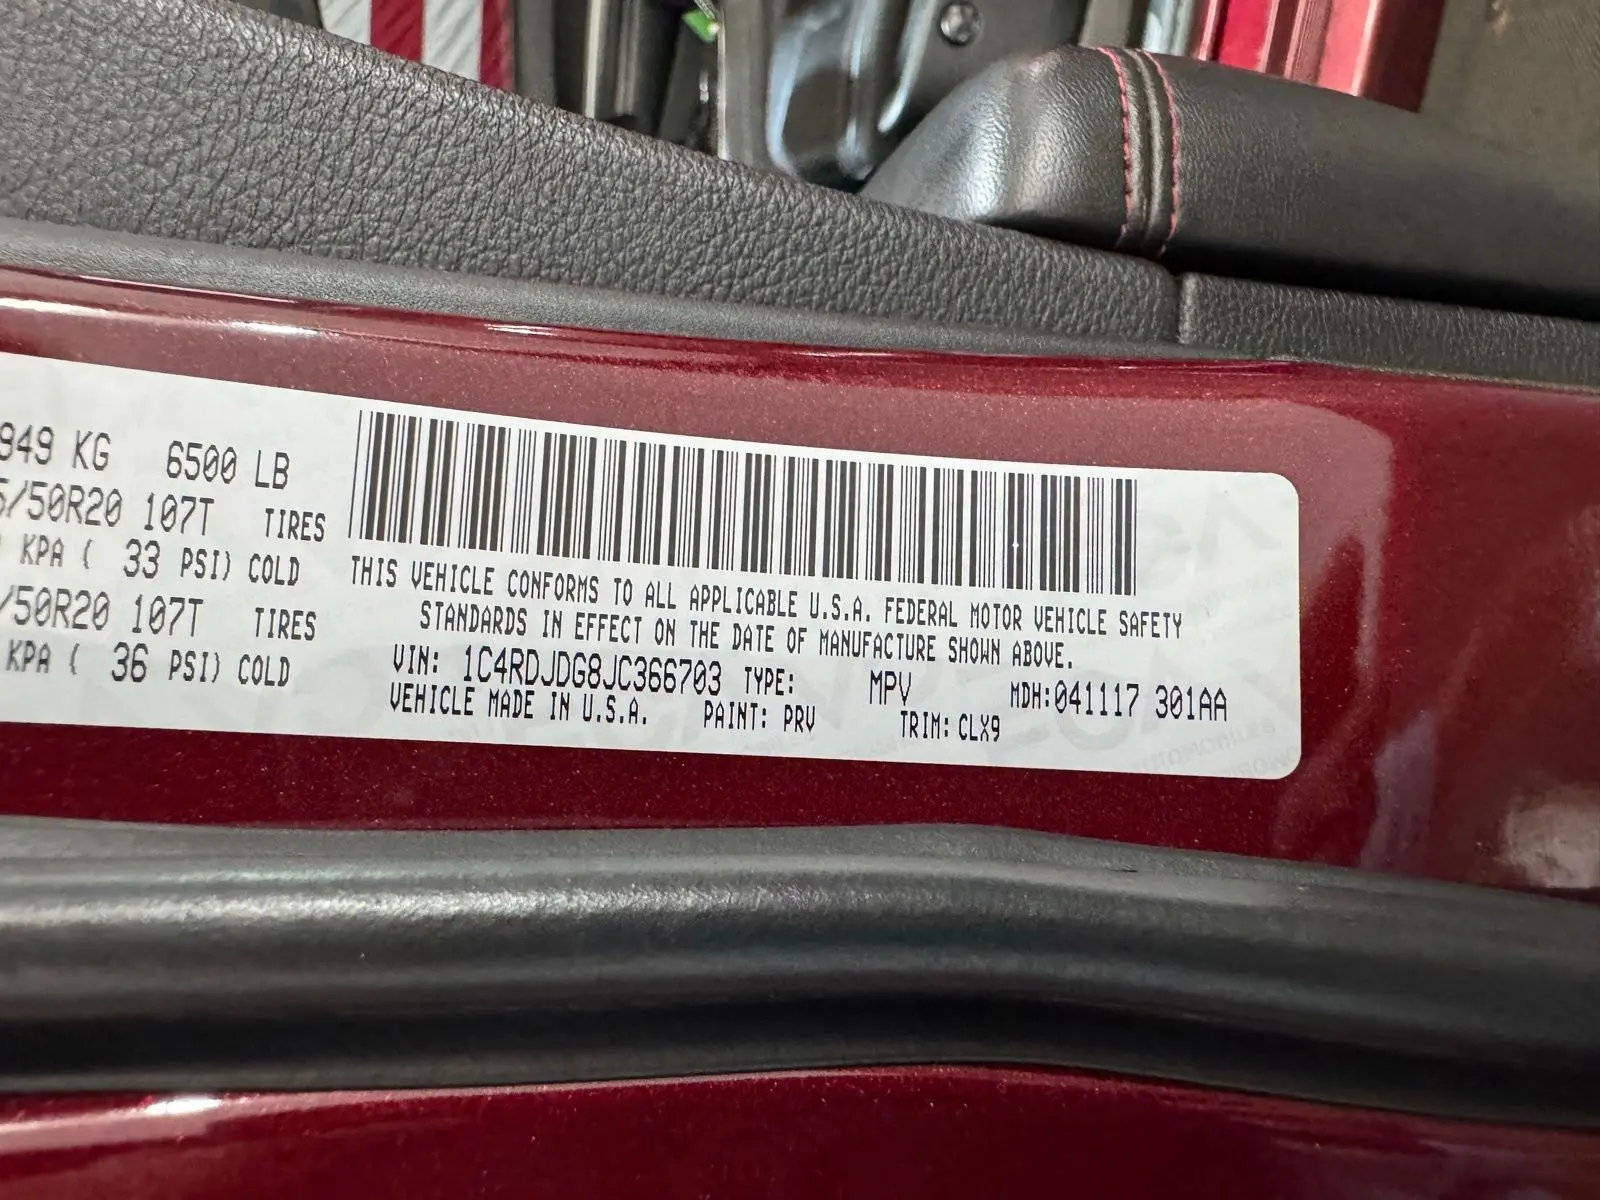 949 KG 6500 LB
/50R20 107T TIRES
KPA ( 33 PSI) COLD
/50R20 107T TIRES
KPA ( 36 PSI) COLD
THIS VEHICLE CONFORMS TO ALL APPLICABLE U.S.A. FEDERAL MOTOR VEHICLE SAFETY
STANDARDS IN EFFECT ON THE DATE OF MANUFACTURE SHOWN ABOVE.
VIN: 1C4RDJDG8JC366703 TYPE: MPV MDH:041117 301AA
VEHICLE MADE IN U.S.A. PAINT: PRV TRIM: CLX9